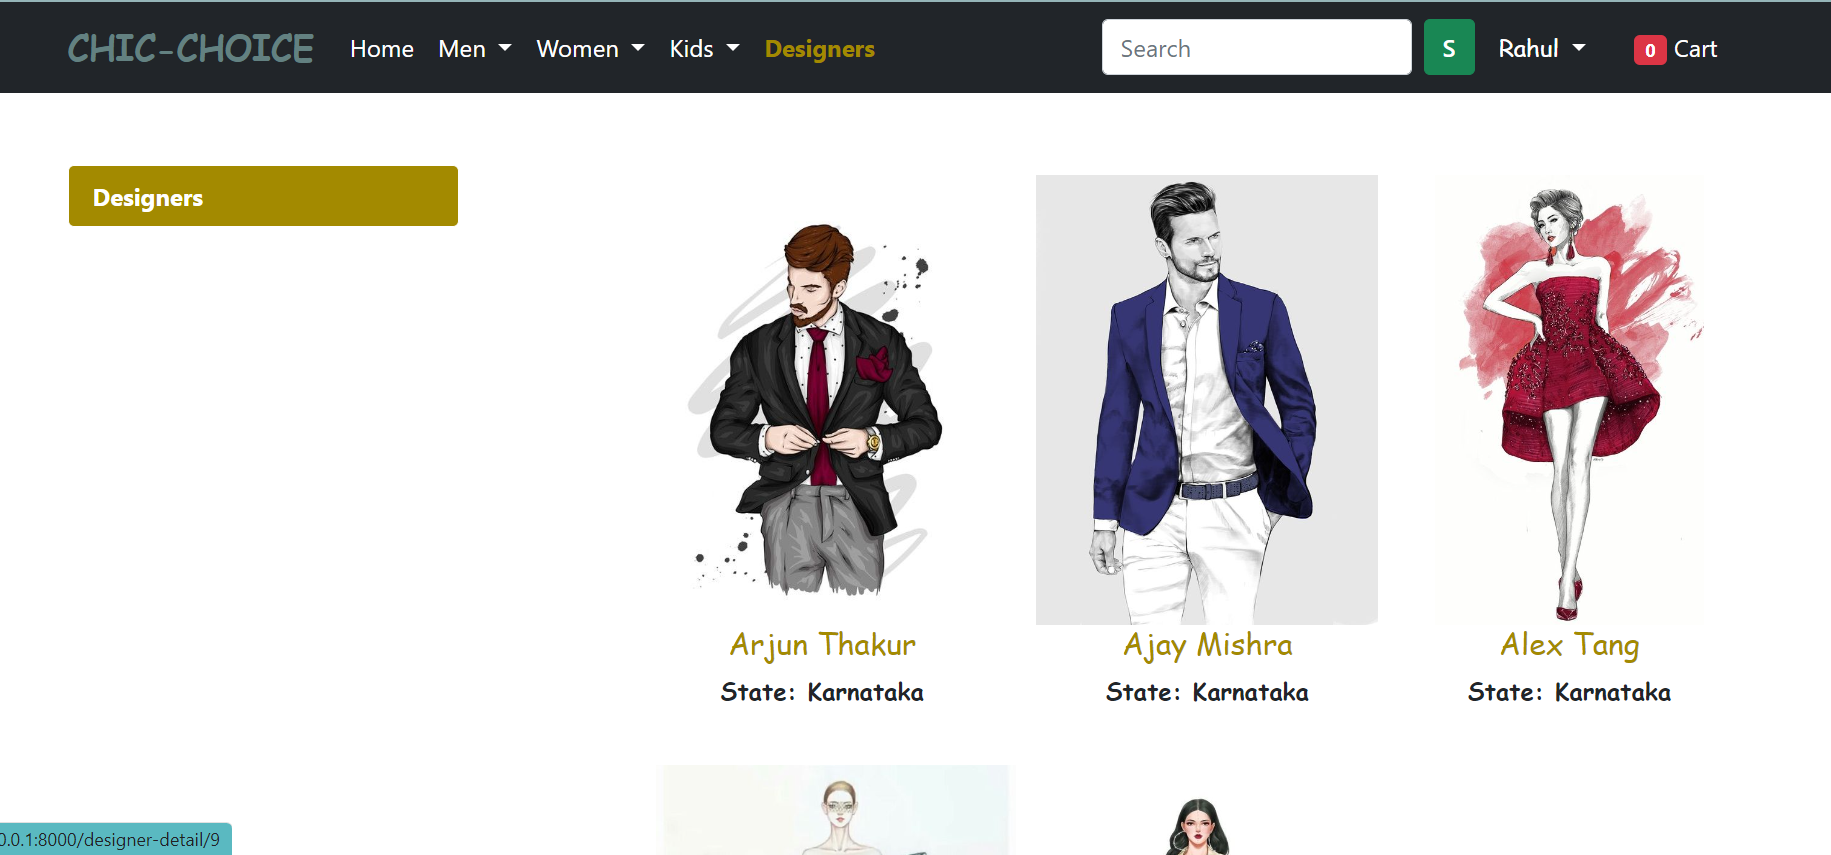 CHIC-CHOICE Home Men Women Kids Designers Search S Rahul 0 Cart
Designers
Arjun Thakur Ajay Mishra Alex Tang
State: Karnataka State: Karnataka State: Karnataka
0.0.1:8000/designer-detail/9